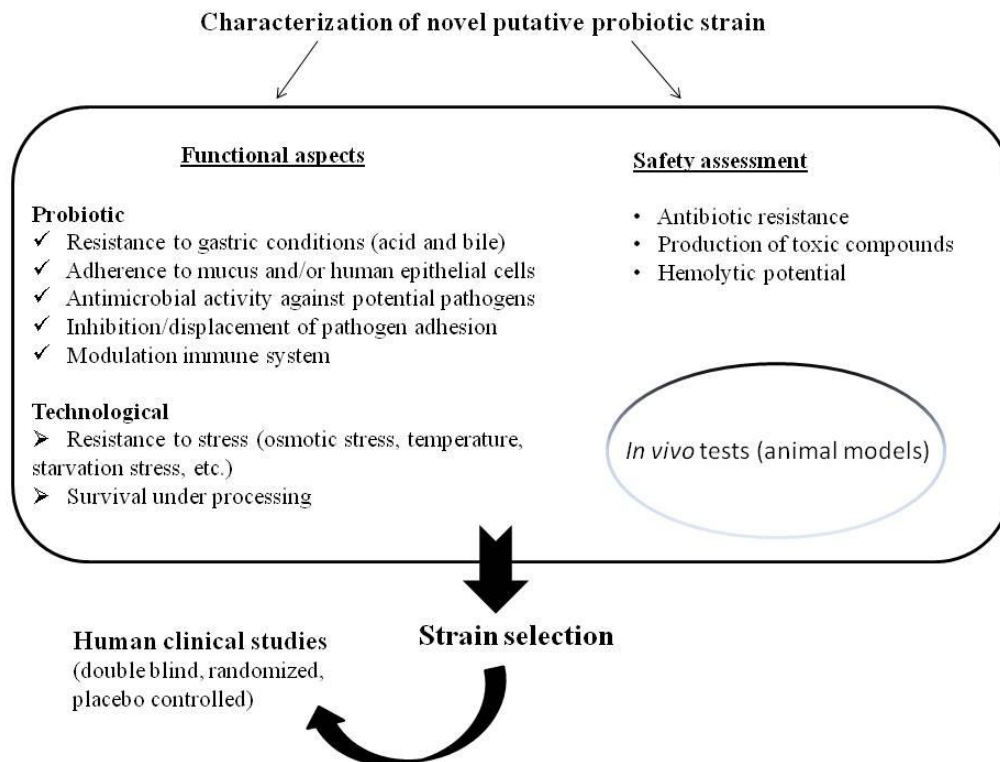 Characterization of novel putative probiotic strain
Functional aspects
Probiotic
✓ Resistance to gastric conditions (acid and bile)
✓ Adherence to mucus and/or human epithelial cells
✓ Antimicrobial activity against potential pathogens
✓ Inhibition/displacement of pathogen adhesion
✓ Modulation immune system
Technological
➢ Resistance to stress (osmotic stress, temperature,
starvation stress, etc.)
➢ Survival under processing
Safety assessment
• Antibiotic resistance
• Production of toxic compounds
• Hemolytic potential
In vivo tests (animal models)
Strain selection
Human clinical studies
(double blind, randomized,
placebo controlled)